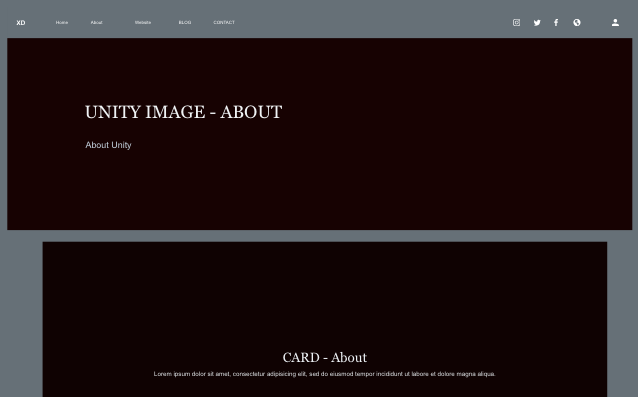 XD Home About Website BLOG CONTACT
UNITY IMAGE - ABOUT
About Unity
CARD - About
Lorem ipsum dolor sit amet, consectetur adipisicing elit, sed do eiusmod tempor incididunt ut labore et dolore magna aliqua.